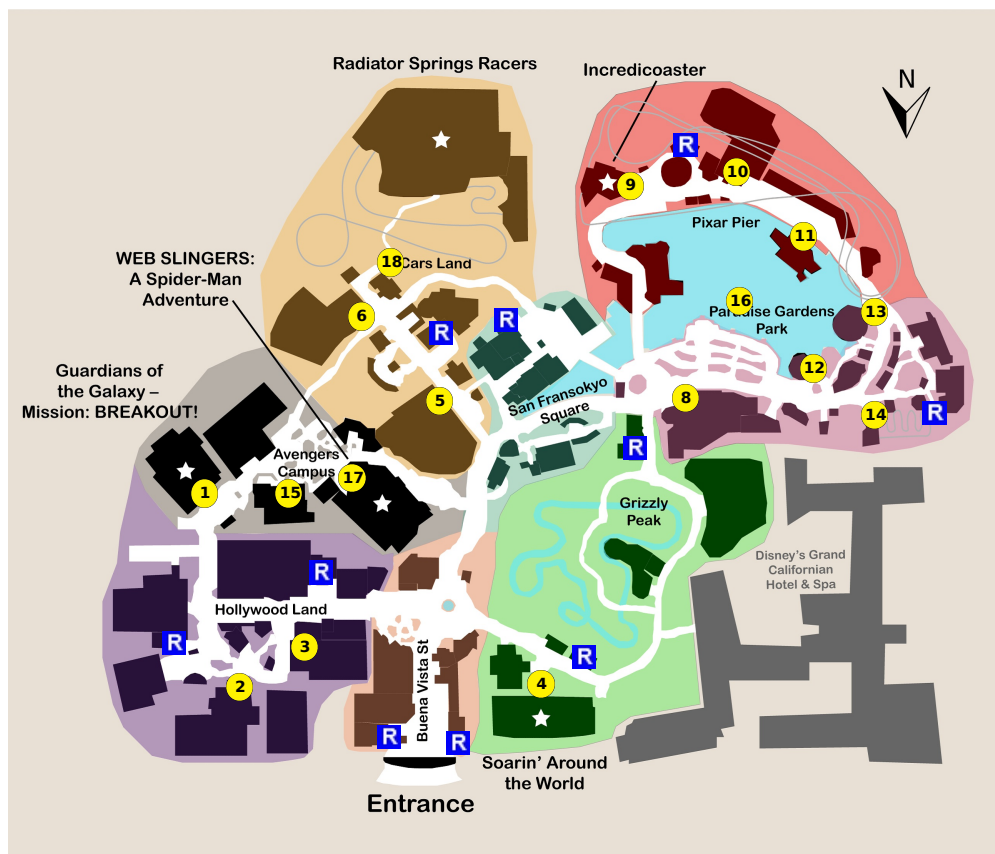 Radiator Springs Racers
Incredicoaster
N
R
10
9
Pixar Pier
11
WEB SLINGERS:
A Spider-Man
Adventure
18
Cars Land
16
Paradise Gardens
Park
13
6
R
R
Guardians of
the Galaxy –
Mission: BREAKOUT!
12
5
8
San Fransokyo
Square
14
R
R
Avengers
Campus
17
1
15
Grizzly
Peak
Disney's Grand
Californian
Hotel & Spa
R
Hollywood Land
R
3
R
2
4
Buena Vista St
R
R
Soarin' Around
the World
Entrance